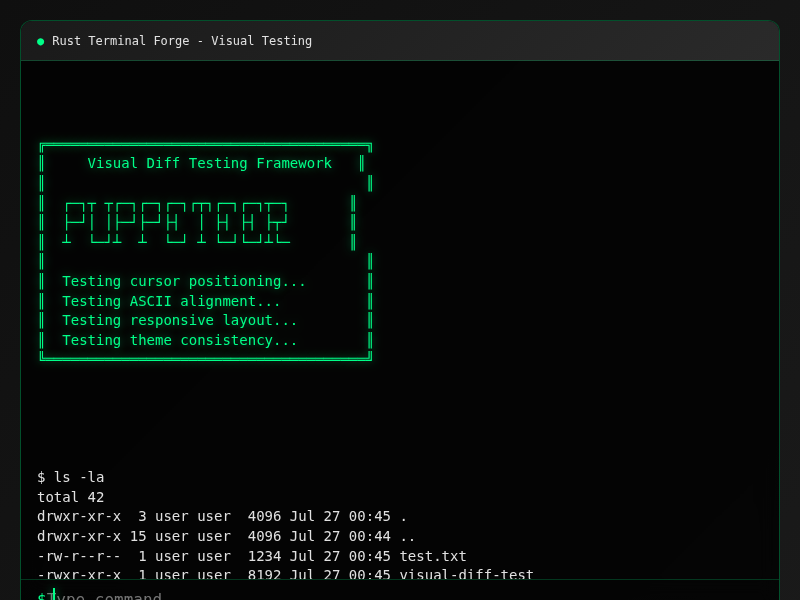 ● Rust Terminal Forge - Visual Testing
Visual Diff Testing Framework
Testing cursor positioning...
Testing ASCII alignment...
Testing responsive layout...
Testing theme consistency...
$ ls -la
total 42
drwxr-xr-x  3 user user  4096 Jul 27 00:45 .
drwxr-xr-x 15 user user  4096 Jul 27 00:44 ..
-rw-r--r--  1 user user  1234 Jul 27 00:45 test.txt
-rwxr-xr-x  1 user user  8192 Jul 27 00:45 visual-diff-test
$Type command